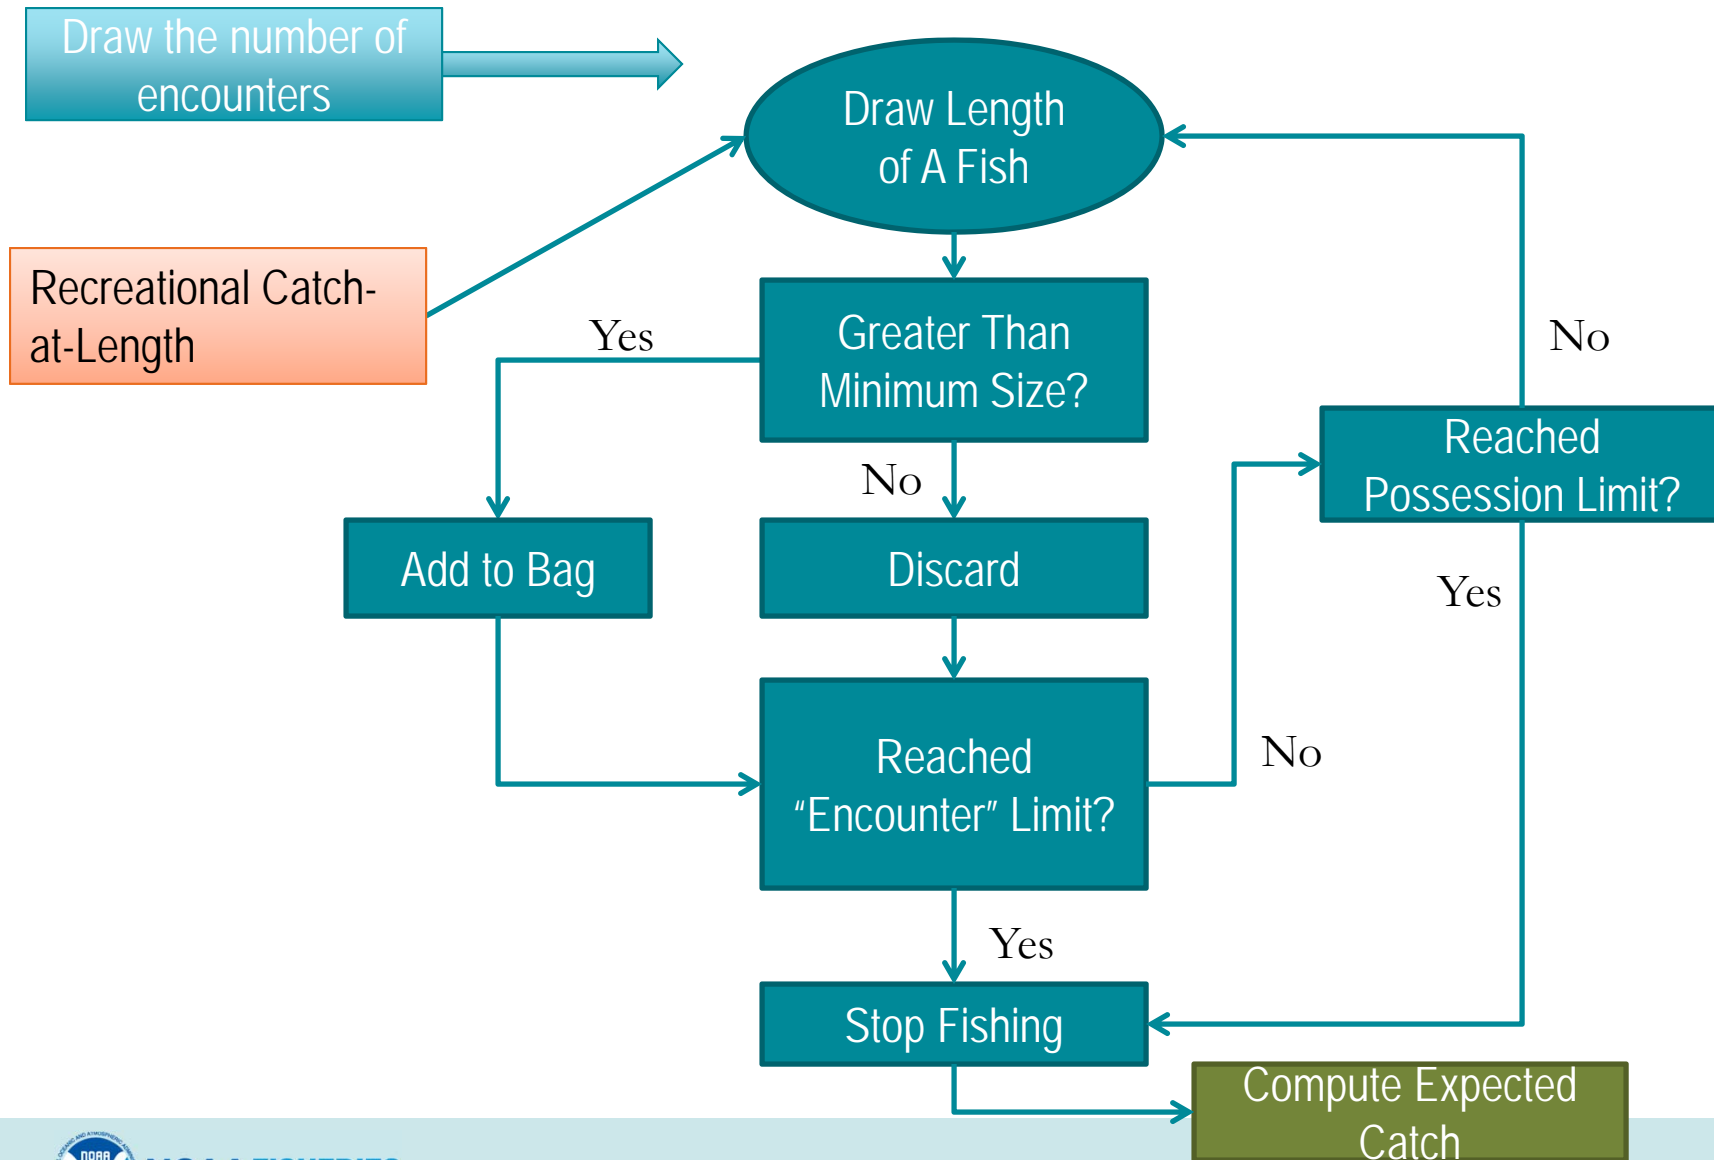 Draw the number of
encounters
Draw Length
of A Fish
Recreational Catch-
at-Length
Greater Than
Minimum Size?
Yes
No
No
Reached
Possession Limit?
Add to Bag
Discard
Yes
Reached
“Encounter” Limit?
No
Yes
Stop Fishing
Compute Expected
Catch
NOAA